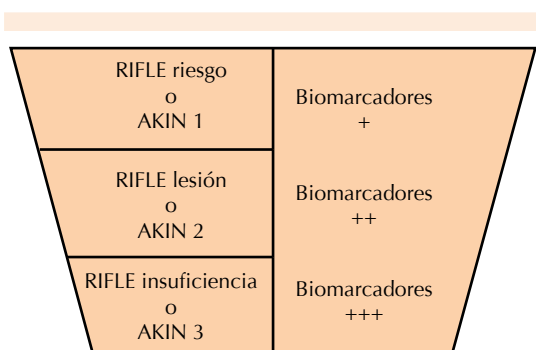 RIFLE riesgo
o
AKIN 1
Biomarcadores
+
RIFLE lesión
o
AKIN 2
Biomarcadores
++
RIFLE insuficiencia
o
AKIN 3
Biomarcadores
+++